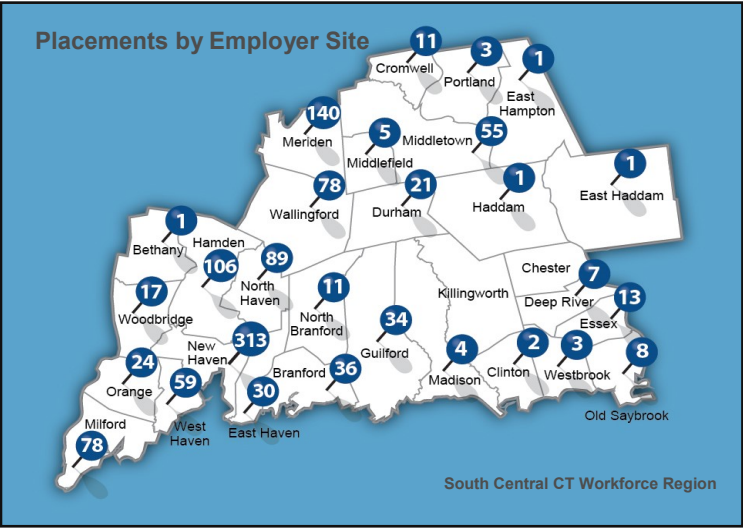 Placements by Employer Site
11
Cromwell
3
Portland
1
East
Hampton
140
Meriden
5
Middlefield
Middletown
55
78
Wallingford
21
Durham
1
Haddam
1
East Haddam
1
Bethany
Hamden
106
89
North
Haven
17
Woodbridge
11
North
Branford
34
Guilford
Killingworth
Chester
7
Deep River
13
Essex
New
Haven
313
24
Orange
59
West
Haven
30
East Haven
Branford
36
4
Madison
2
Clinton
3
Westbrook
8
Old Saybrook
Milford
78
South Central CT Workforce Region